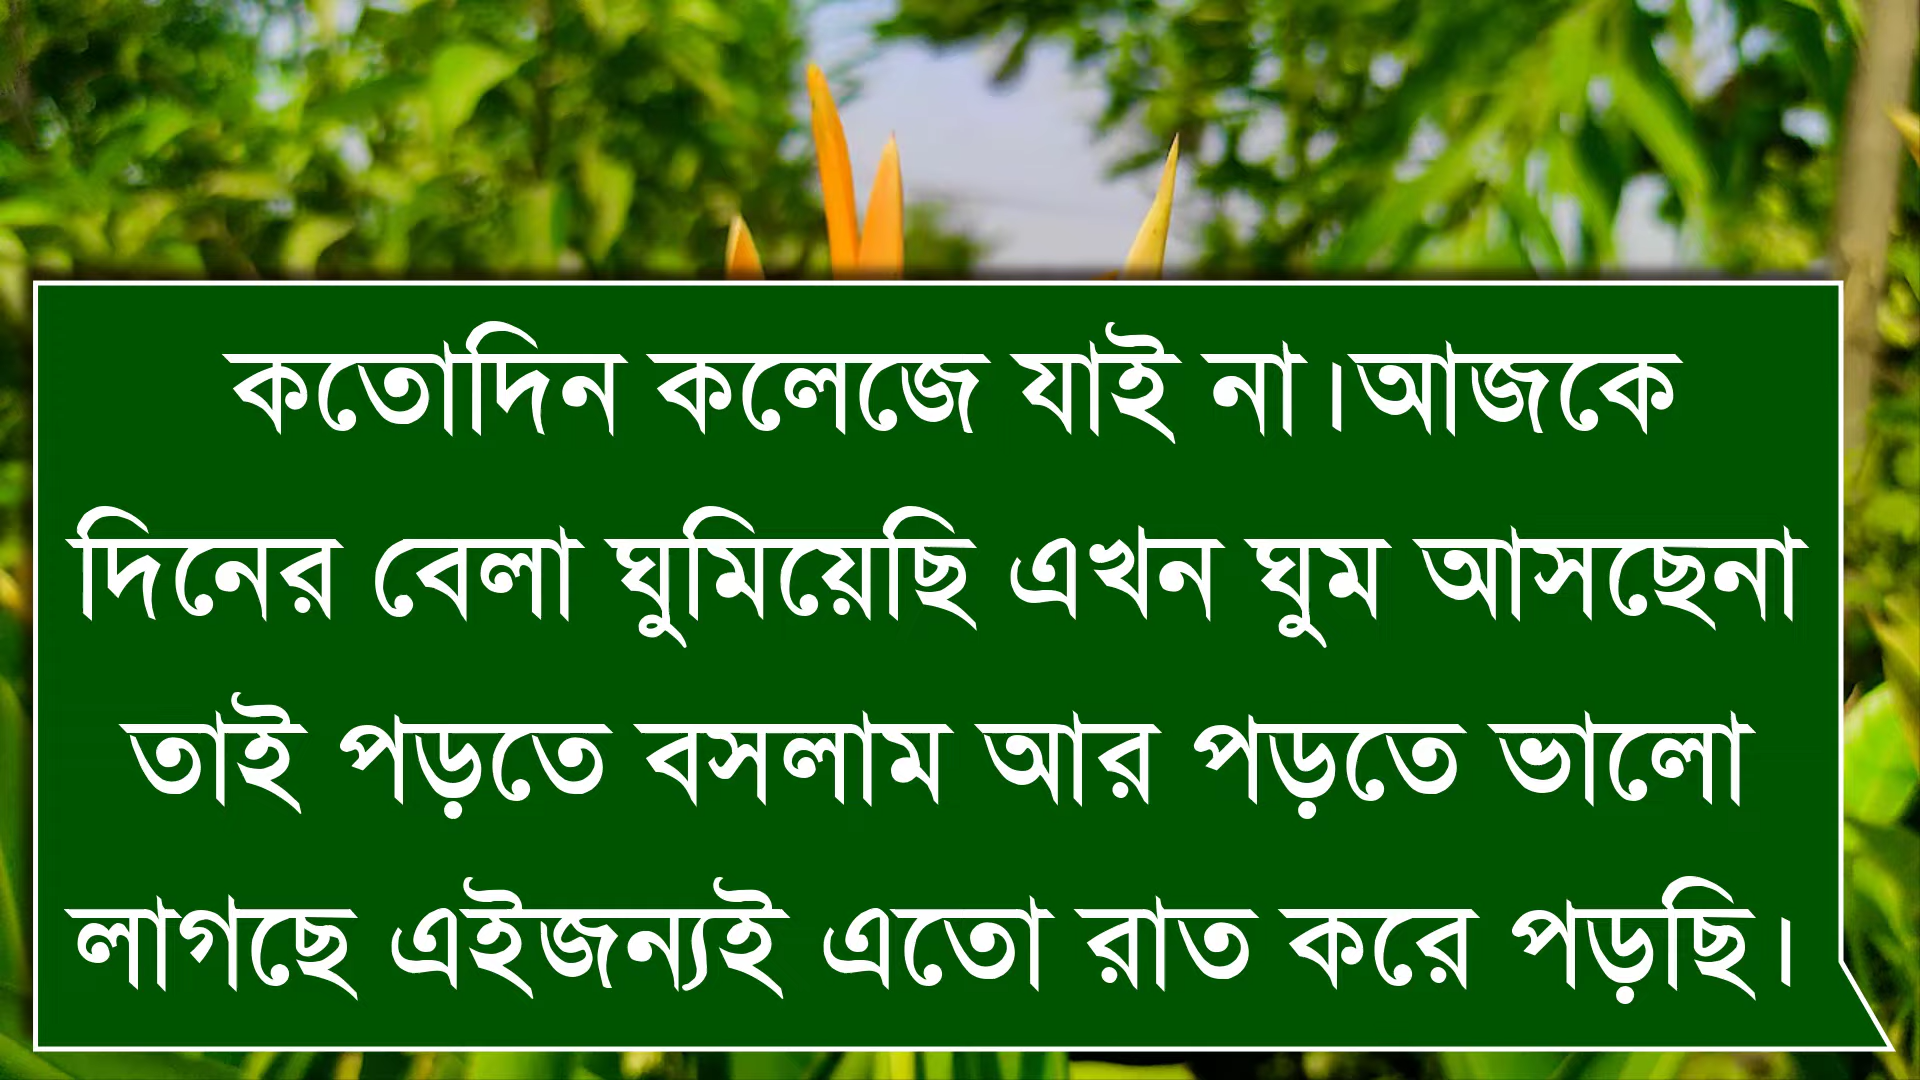 কতোদিন কলেজে যাই না।আজকে
দিনের বেলা ঘুমিয়েছি এখন ঘুম আসছেনা
তাই পড়তে বসলাম আর পড়তে ভালো
লাগছে এইজন্যই এতো রাত করে পড়ছি।